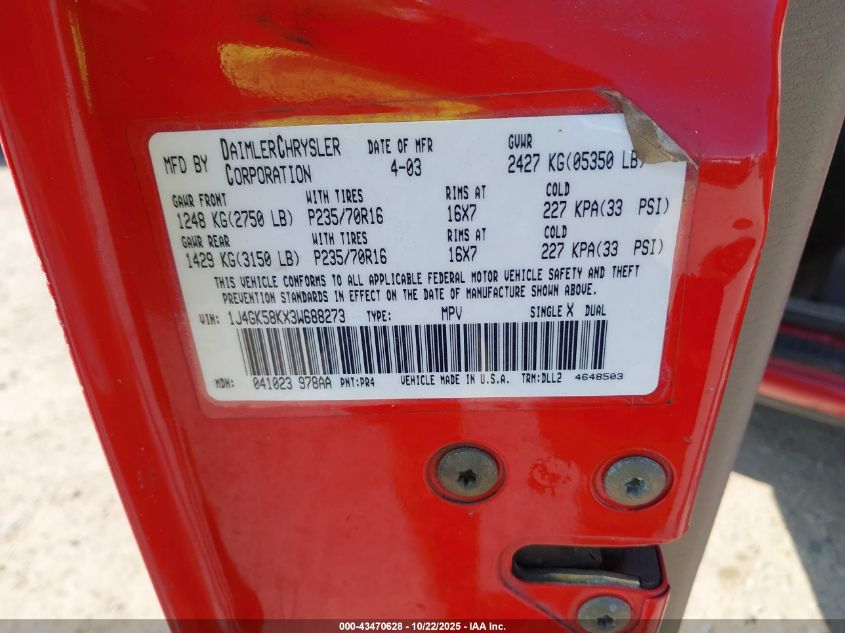 MFD BY DAIMLERCHRYSLER CORPORATION
DATE OF MFR 4-03
GVWR 2427 KG(05350 LB)
GAWR FRONT WITH TIRES RIMS AT COLD
1248 KG(2750 LB) P235/70R16 16X7 227 KPA(33 PSI)
GAWR REAR WITH TIRES RIMS AT COLD
1429 KG(3150 LB) P235/70R16 16X7 227 KPA(33 PSI)
THIS VEHICLE CONFORMS TO ALL APPLICABLE FEDERAL MOTOR VEHICLE SAFETY AND THEFT
PREVENTION STANDARDS IN EFFECT ON THE DATE OF MANUFACTURE SHOWN ABOVE.
VIN: 1J4GK58KX3W688273 TYPE: MPV SINGLE X DUAL
MDH: 041023 978AA PNT:PR4 VEHICLE MADE IN U.S.A. TRM:DLL2 4648503
000-43470628 - 10/22/2025 - IAA Inc.